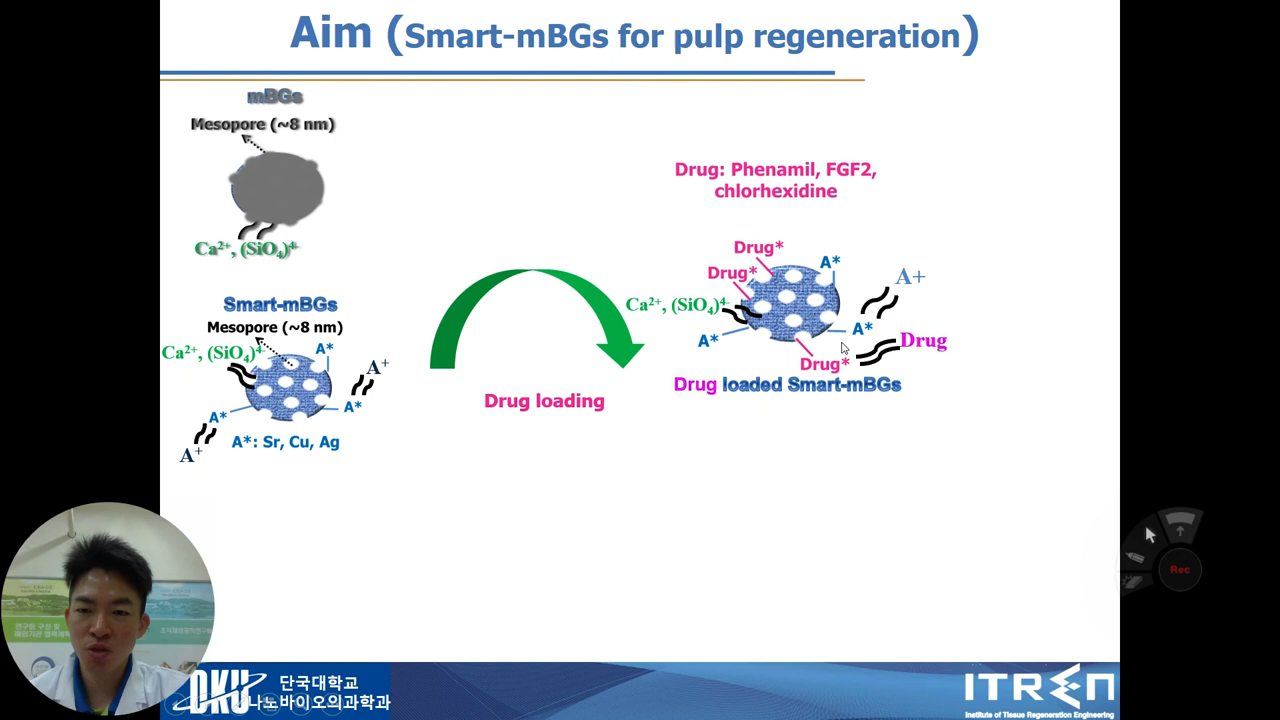 Aim (Smart-mBGs for pulp regeneration)
mBGs
Mesopore (~8 nm)
Ca²⁺, (SiO₄)⁴⁻
Smart-mBGs
Mesopore (~8 nm)
Ca²⁺, (SiO₄)⁴⁻
A*
A⁺
A*
A*
A⁺
A*: Sr, Cu, Ag
Drug loading
Drug: Phenamil, FGF2,
chlorhexidine
Drug*
Drug*
A*
A+
Ca²⁺, (SiO₄)⁴⁻
A*
A*
Drug
Drug*
Drug loaded Smart-mBGs
Rec
DKU
단국대학교
나노바이오의과학과
ITREN
Institute of Tissue Regeneration Engineering